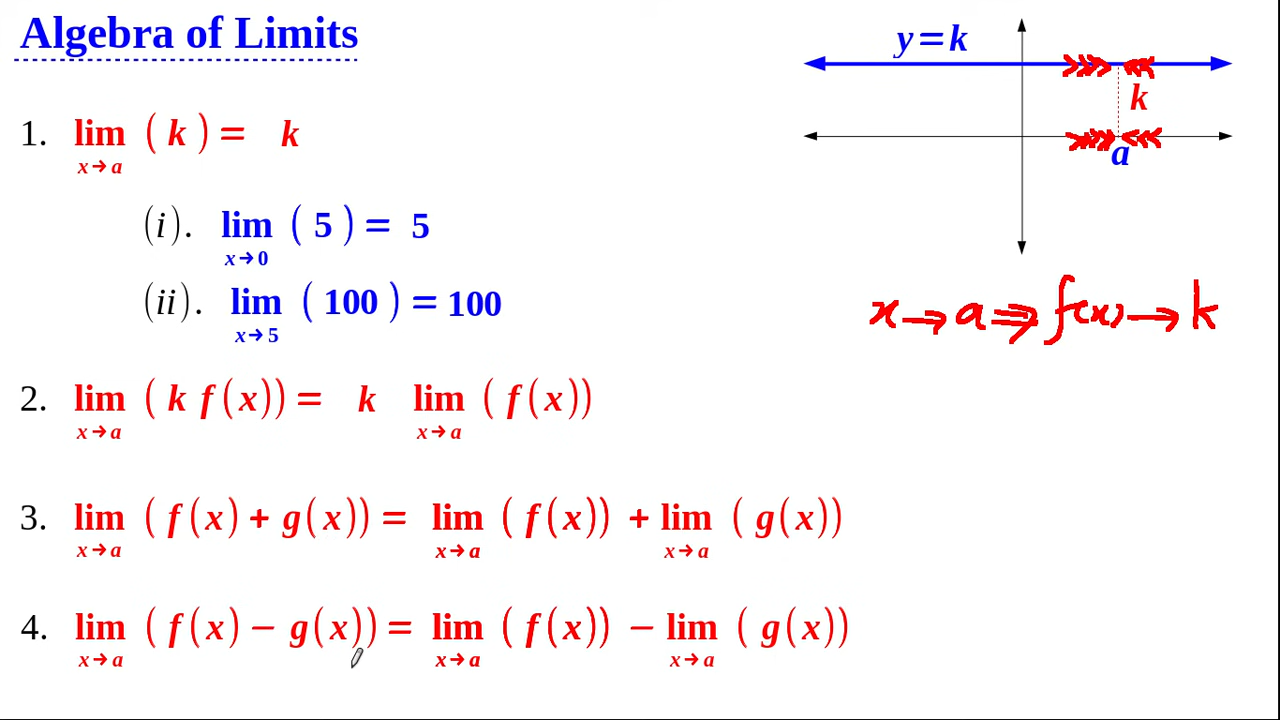 Algebra of Limits
y=k
k
a
1. lim x→a ( k ) = k
(i). lim x→0 ( 5 ) = 5
(ii). lim x→5 ( 100 ) = 100
x→a⇒f(x)→k
2. lim x→a ( k f(x)) = k lim x→a ( f(x))
3. lim x→a ( f(x) + g(x)) = lim x→a ( f(x)) + lim x→a ( g(x))
4. lim x→a ( f(x) − g(x)) = lim x→a ( f(x)) − lim x→a ( g(x))